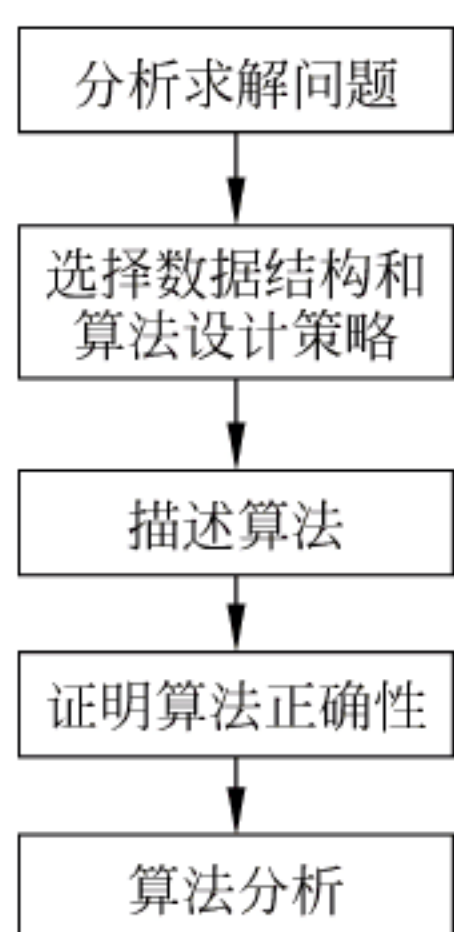 分析求解问题
选择数据结构和
算法设计策略
描述算法
证明算法正确性
算法分析